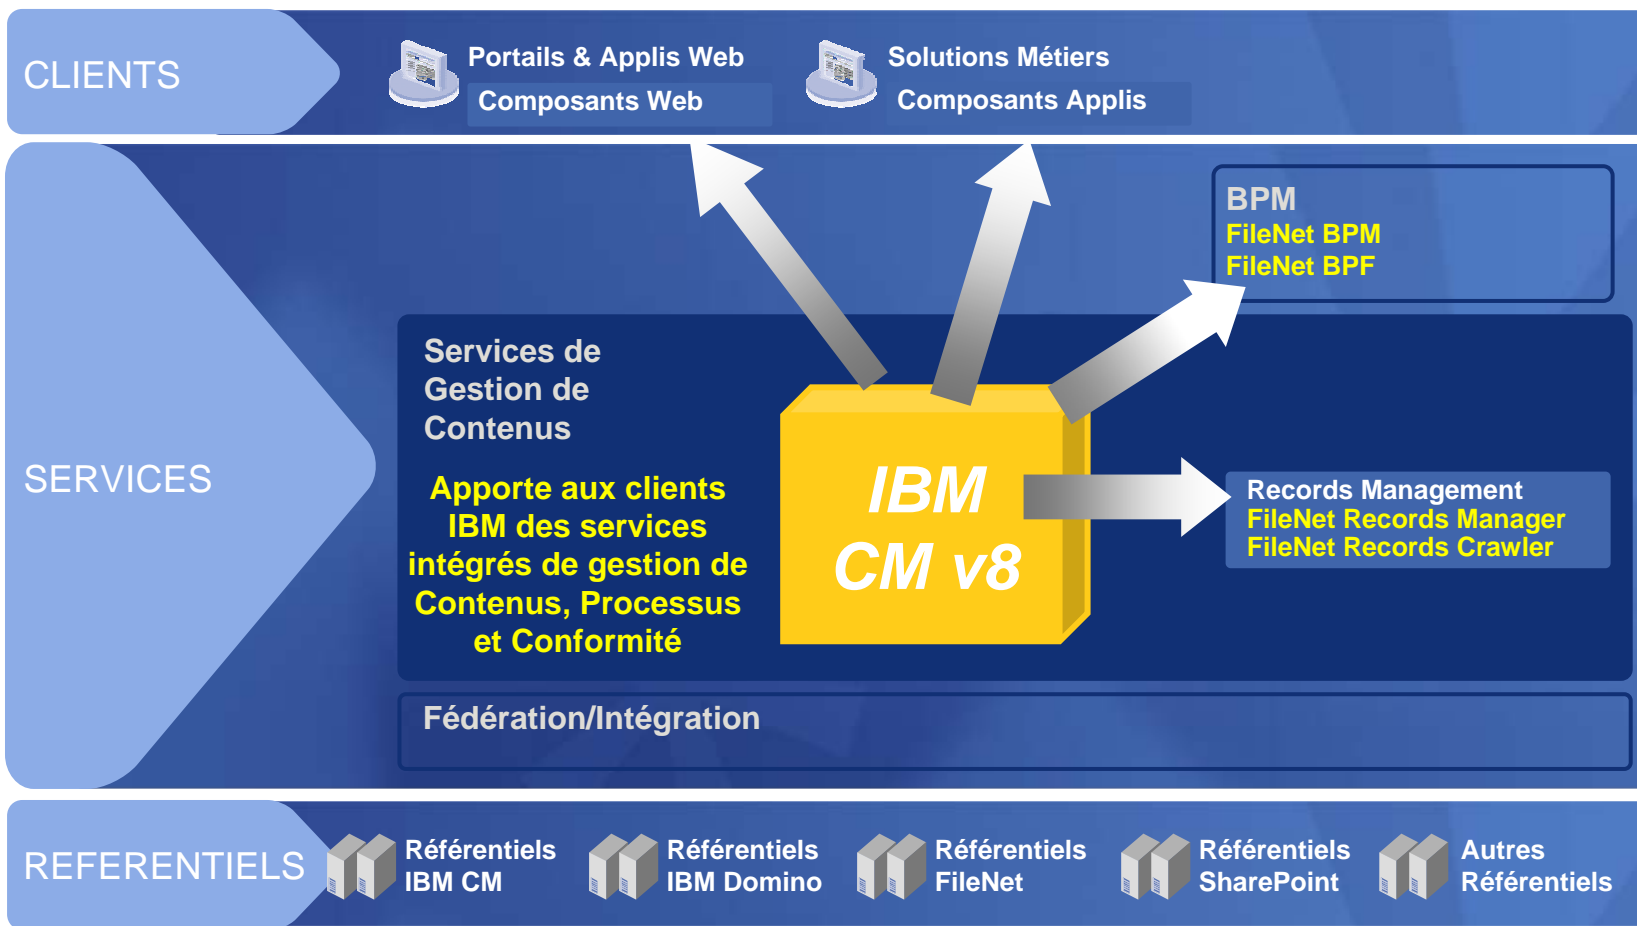 CLIENTS
Portails & Applis Web
Composants Web
Solutions Métiers
Composants Applis
SERVICES
BPM
FileNet BPM
FileNet BPF
Services de
Gestion de
Contenus
Apporte aux clients
IBM des services
intégrés de gestion de
Contenus, Processus
et Conformité
IBM
CM v8
Records Management
FileNet Records Manager
FileNet Records Crawler
Fédération/Intégration
REFERENTIELS
Référentiels
IBM CM
Référentiels
IBM Domino
Référentiels
FileNet
Référentiels
SharePoint
Autres
Référentiels